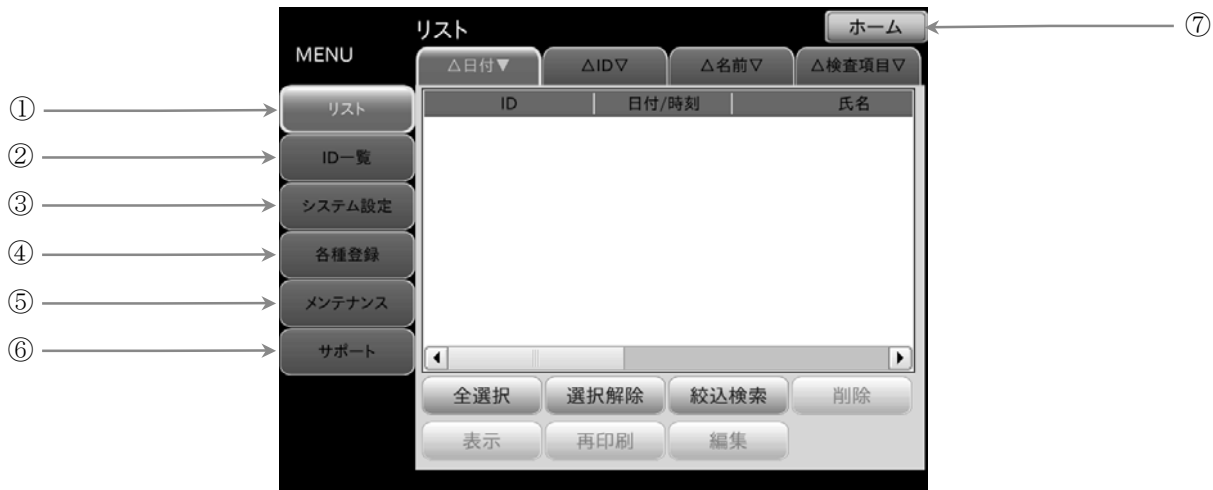 リスト
ホーム
⑦
MENU
△日付▼
△ID▽
△名前▽
△検査項目▽
①
リスト
ID
日付/時刻
氏名
②
ID一覧
③
システム設定
④
各種登録
⑤
メンテナンス
⑥
サポート
全選択
選択解除
絞込検索
削除
表示
再印刷
編集